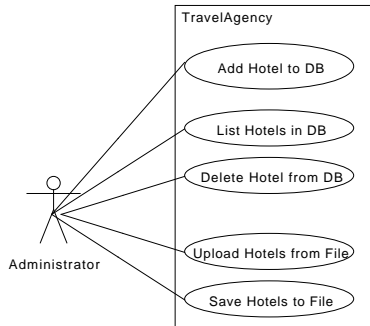 TravelAgency
Add Hotel to DB
List Hotels in DB
Delete Hotel from DB
Upload Hotels from File
Save Hotels to File
Administrator